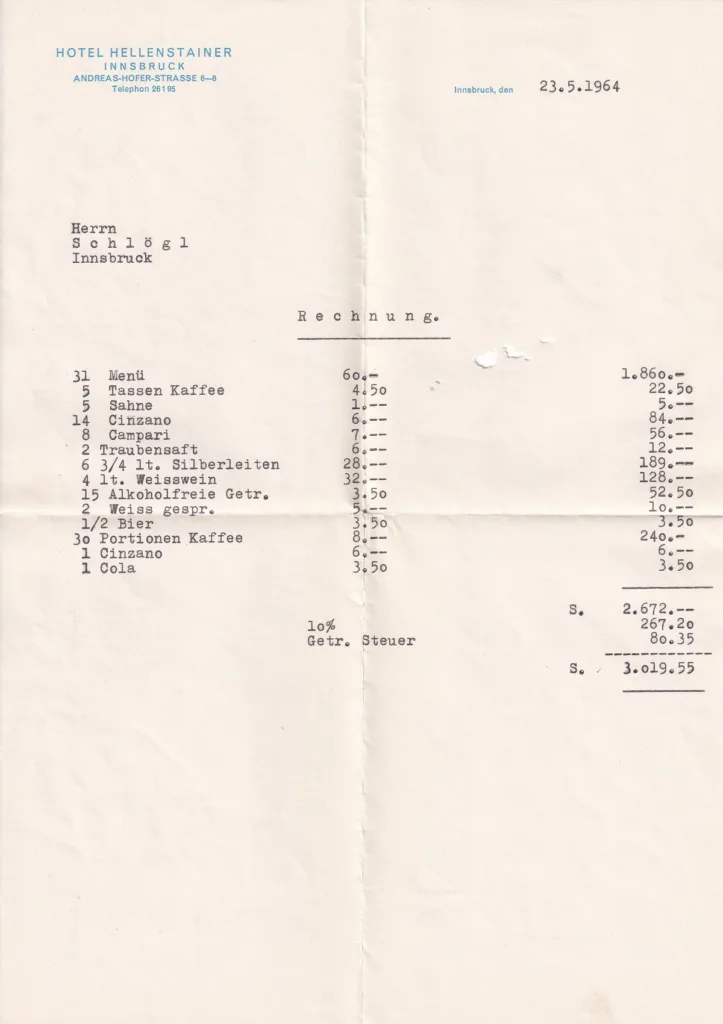 HOTEL HELLENSTAINER
INNSBRUCK
ANDREAS-HOFER-STRASSE 6—8
Telephon 26195
Innsbruck, den 23.5.1964
Herrn
S c h l ö g l
Innsbruck
R e c h n u n g.
31 Menü 60.- 1.860.-
5 Tassen Kaffee 4.50 22.50
5 Sahne 1.-- 5.--
14 Cinzano 6.-- 84.--
8 Campari 7.-- 56.--
2 Traubensaft 6.-- 12.--
6 3/4 lt. Silberleiten 28.-- 189.--
4 lt. Weisswein 32.-- 128.--
15 Alkoholfreie Getr. 3.50 52.50
2 Weiss gespr. 5.-- 10.--
1/2 Bier 3.50 3.50
30 Portionen Kaffee 8.-- 240.-
1 Cinzano 6.-- 6.--
1 Cola 3.50 3.50
S. 2.672.--
10% 267.20
Getr. Steuer 80.35
S. 3.019.55